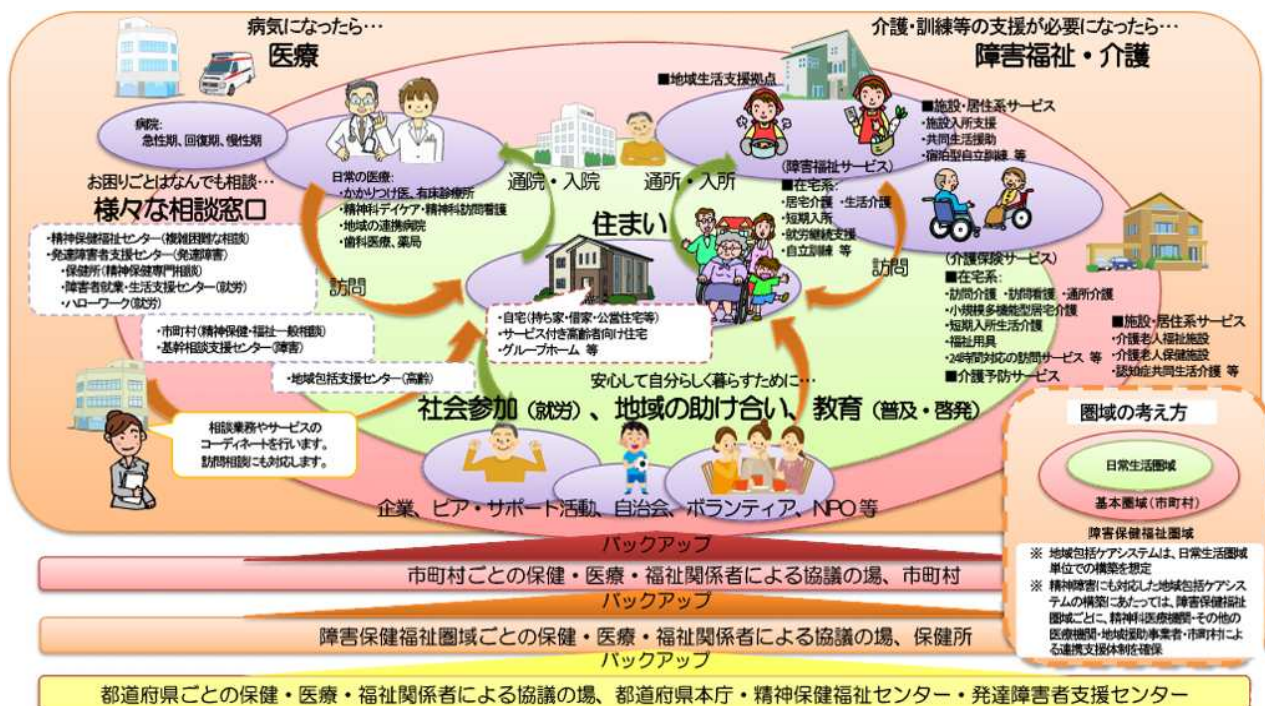 病気になったら…
医療
病院:
急性期、回復期、慢性期
日常の医療:
・かかりつけ医、有床診療所
・精神科デイケア・精神科訪問看護
・地域の連携病院
・歯科医療、薬局
通院・入院
通所・入所
訪問
訪問
介護・訓練等の支援が必要になったら…
障害福祉・介護
■地域生活支援拠点
■施設・居住系サービス
・施設入所支援
・共同生活援助
・宿泊型自立訓練 等
(障害福祉サービス)
■在宅系:
・居宅介護 ・生活介護
・短期入所
・就労継続支援
・自立訓練 等
(介護保険サービス)
■在宅系:
・訪問介護 ・訪問看護 ・通所介護
・小規模多機能型居宅介護
・短期入所生活介護
・福祉用具
・24時間対応の訪問サービス 等
■介護予防サービス
■施設・居住系サービス
・介護老人福祉施設
・介護老人保健施設
・認知症共同生活介護 等
お困りごとはなんでも相談…
様々な相談窓口
・精神保健福祉センター(複雑困難な相談)
・発達障害者支援センター(発達障害)
・保健所(精神保健専門相談)
・障害者就業・生活支援センター(就労)
・ハローワーク(就労)
・市町村(精神保健・福祉一般相談)
・基幹相談支援センター(障害)
・地域包括支援センター(高齢)
相談業務やサービスの
コーディネートを行います。
訪問相談にも対応します。
住まい
・自宅(持ち家・借家・公営住宅等)
・サービス付き高齢者向け住宅
・グループホーム 等
安心して自分らしく暮らすために…
社会参加(就労)、地域の助け合い、教育(普及・啓発)
企業、ピア・サポート活動、自治会、ボランティア、NPO等
圏域の考え方
日常生活圏域
基本圏域(市町村)
障害保健福祉圏域
※ 地域包括ケアシステムは、日常生活圏域
単位での構築を想定
※ 精神障害にも対応した地域包括ケアシス
テムの構築にあたっては、障害保健福祉
圏域ごとに、精神科医療機関・その他の
医療機関・地域援助事業者・市町村によ
る連携支援体制を確保
バックアップ
市町村ごとの保健・医療・福祉関係者による協議の場、市町村
バックアップ
障害保健福祉圏域ごとの保健・医療・福祉関係者による協議の場、保健所
バックアップ
都道府県ごとの保健・医療・福祉関係者による協議の場、都道府県本庁・精神保健福祉センター・発達障害者支援センター